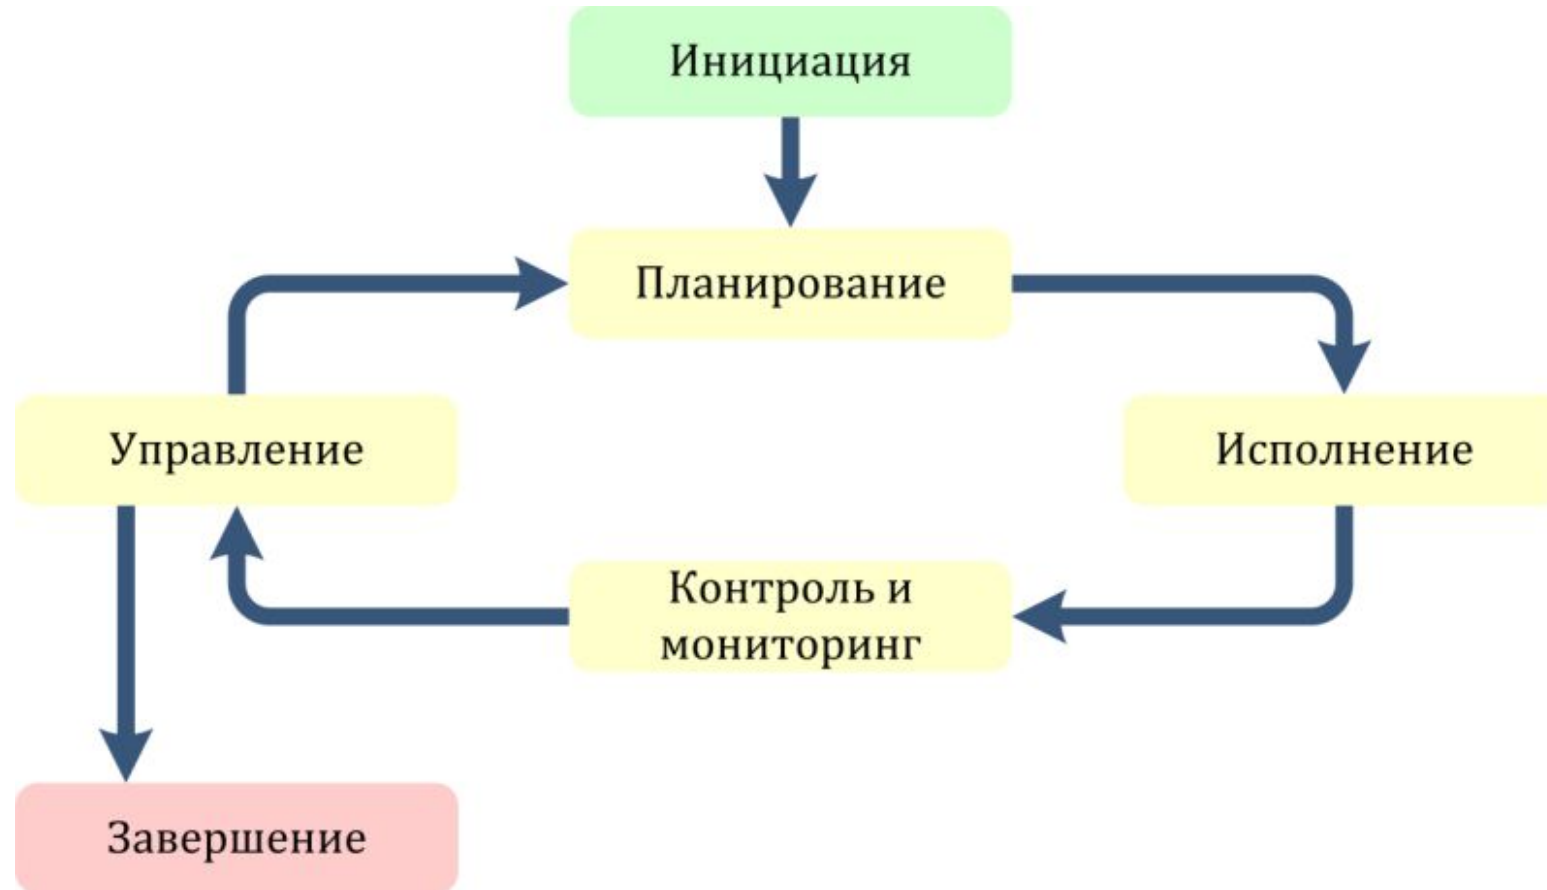 Инициация
Планирование
Управление
Исполнение
Контроль и
мониторинг
Завершение